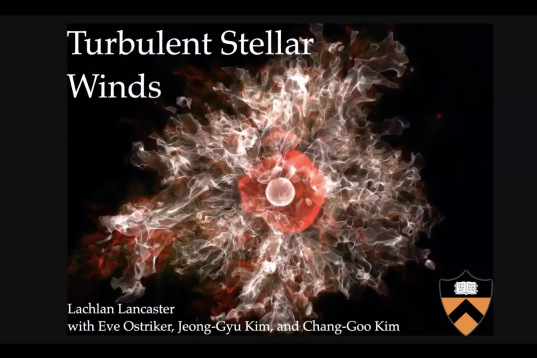 Turbulent Stellar
Winds
Lachlan Lancaster
with Eve Ostriker, Jeong-Gyu Kim, and Chang-Goo Kim